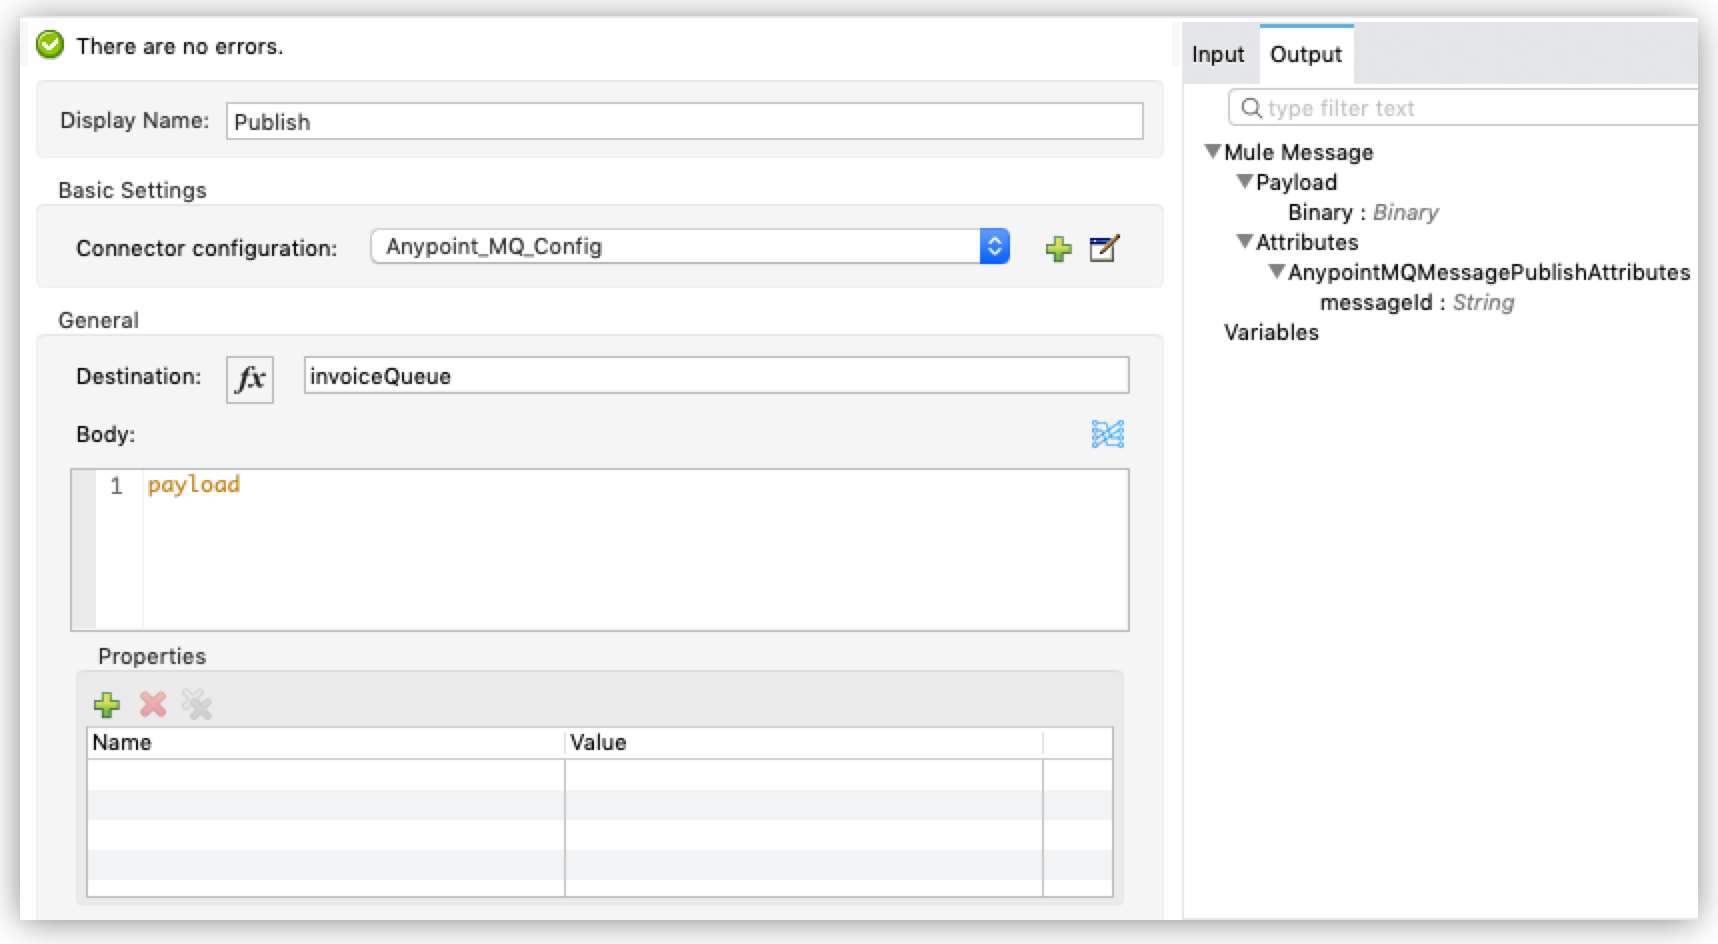 There are no errors.
Display Name: Publish
Basic Settings
Connector configuration: Anypoint_MQ_Config
General
Destination: fx invoiceQueue
Body:
1 payload
Properties
Name Value
Input Output
type filter text
Mule Message
Payload
Binary : Binary
Attributes
AnypointMQMessagePublishAttributes
messageId : String
Variables